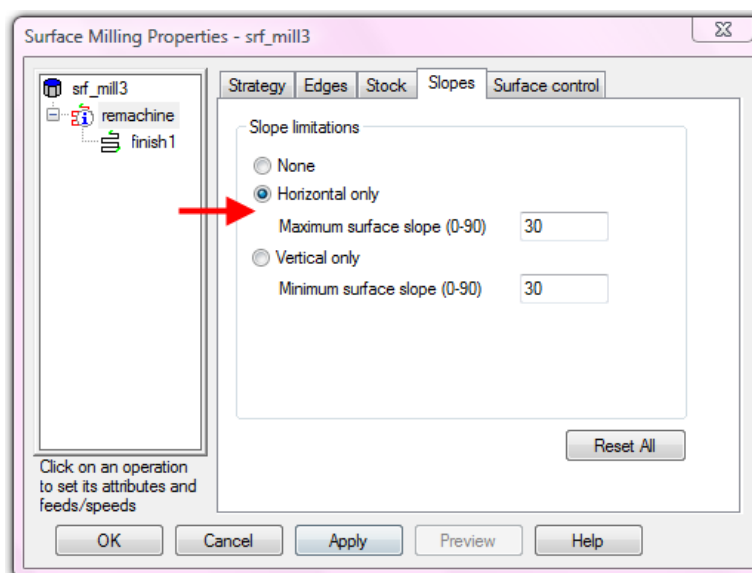 Surface Milling Properties - srf_mill3
srf_mill3
remachine
finish1
Click on an operation
to set its attributes and
feeds/speeds
Strategy Edges Stock Slopes Surface control
Slope limitations
None
Horizontal only
Maximum surface slope (0-90) 30
Vertical only
Minimum surface slope (0-90) 30
Reset All
OK Cancel Apply Preview Help